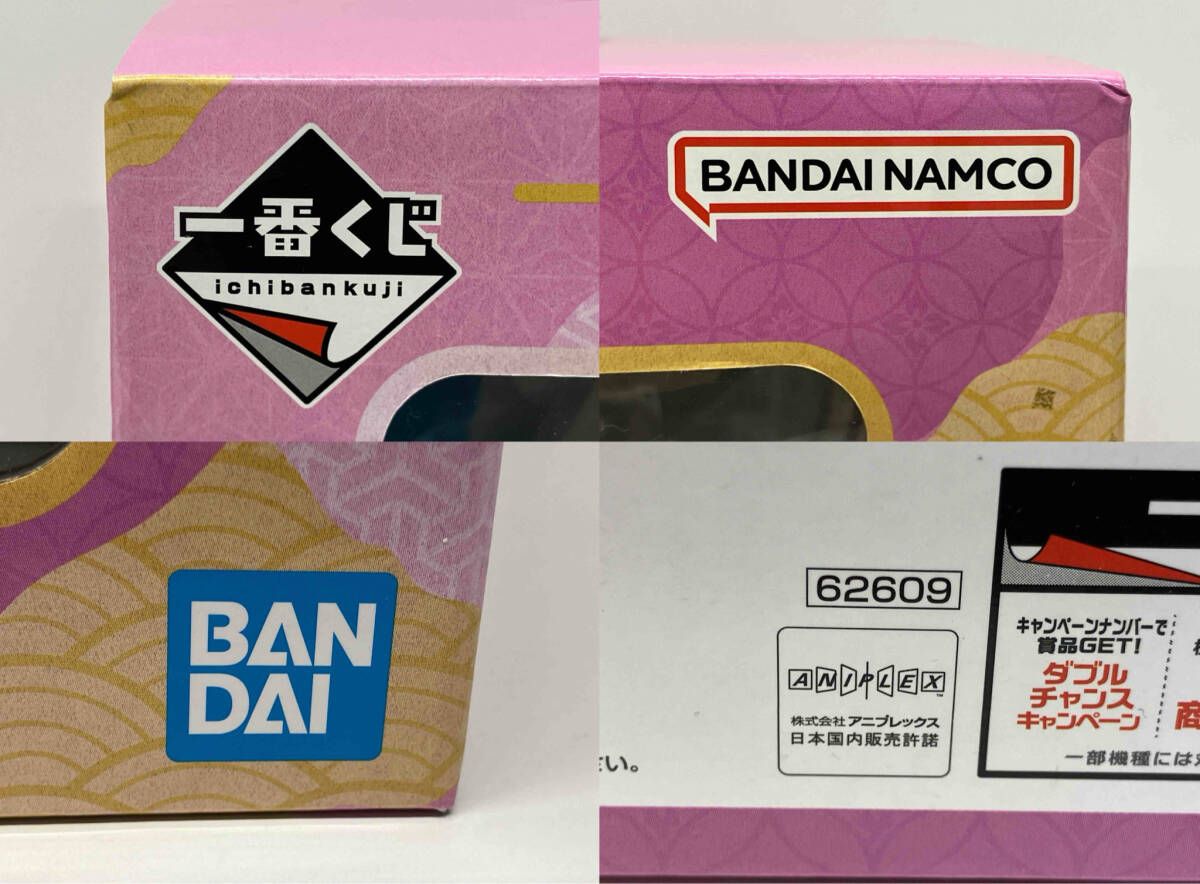 一番くじ
ichibankuji
BANDAI NAMCO
BAN
DAI
62609
ANIPLEX
株式会社 アニプレックス
日本国内販売許諾
さい。
キャンペーンナンバーで
賞品GET!
ダブル
チャンス
キャンペーン
商
一部機種には